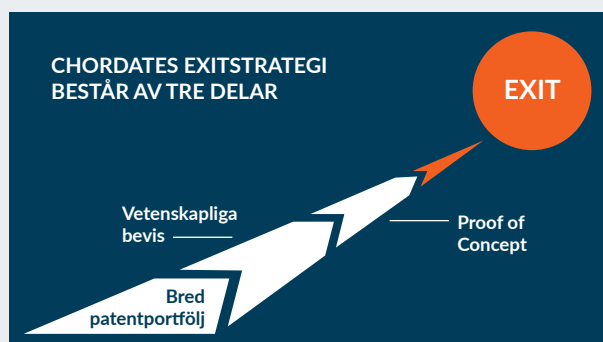 CHORDATES EXITSTRATEGI
BESTÅR AV TRE DELAR
EXIT
Vetenskapliga
bevis
Proof of
Concept
Bred
patentportfölj